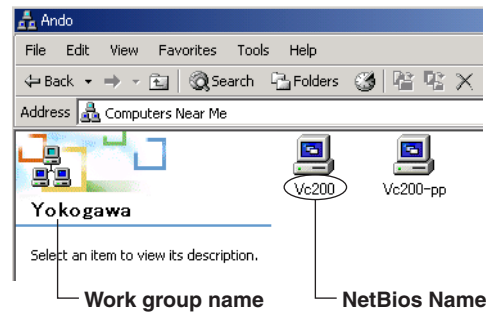 Ando
File Edit View Favorites Tools Help
Back Search Folders
Address Computers Near Me
Vc200 Vc200-pp
Yokogawa
Select an item to view its description.
Work group name NetBios Name